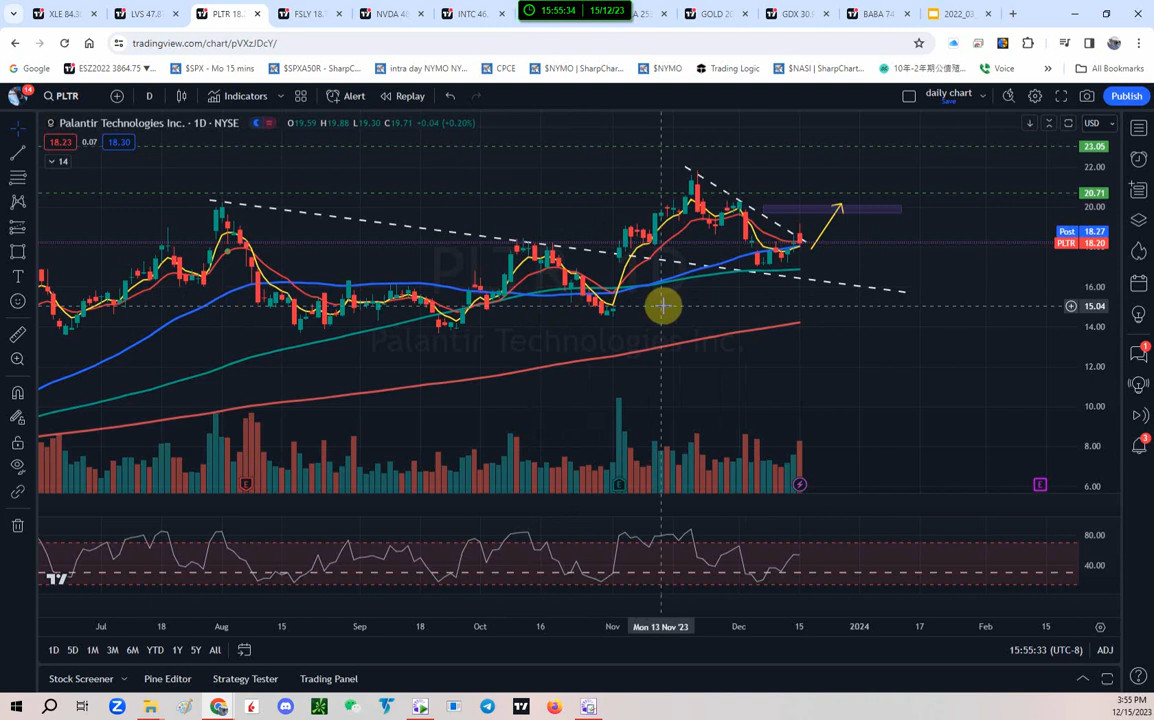 XLE 84.3
LVS 47.8
PLTR 18.
FSLY 18.
NVDA 48
INTC 46.
15:55:34 15/12/23
A 25
GOLD 20
GDX 30.
BABA 74
2022_03
tradingview.com/chart/pVXzJDcY/
Google
ESZ2022 3864.75 ▼...
$SPX - Mo 15 mins
$SPXA50R - SharpC...
intra day NYMO NY...
CPCE
$NYMO ( SharpChar...
$NYMO
Trading Logic
$NASI ( SharpChart...
10年-2年期公債殖...
Voice
»
All Bookmarks
14
PLTR
D
Indicators
Alert
Replay
daily chart
Save
Publish
Palantir Technologies Inc. · 1D · NYSE
O19.59 H19.88 L19.30 C19.71 +0.04 (+0.20%)
USD
18.23 0.07 18.30
14
23.05
22.00
20.71
20.00
Post 18.27
PLTR 18.20
PLTR
16.00
15.04
Palantir Technologies Inc.
14.00
12.00
10.00
8.00
6.00
E
E
E
80.00
40.00
Jul
18
Aug
15
Sep
18
Oct
16
Nov
Mon 13 Nov '23
Dec
15
2024
17
Feb
15
1D 5D 1M 3M 6M YTD 1Y 5Y All
15:55:33 (UTC-8)
ADJ
Stock Screener
Pine Editor
Strategy Tester
Trading Panel
1
3
3:55 PM
12/15/2023